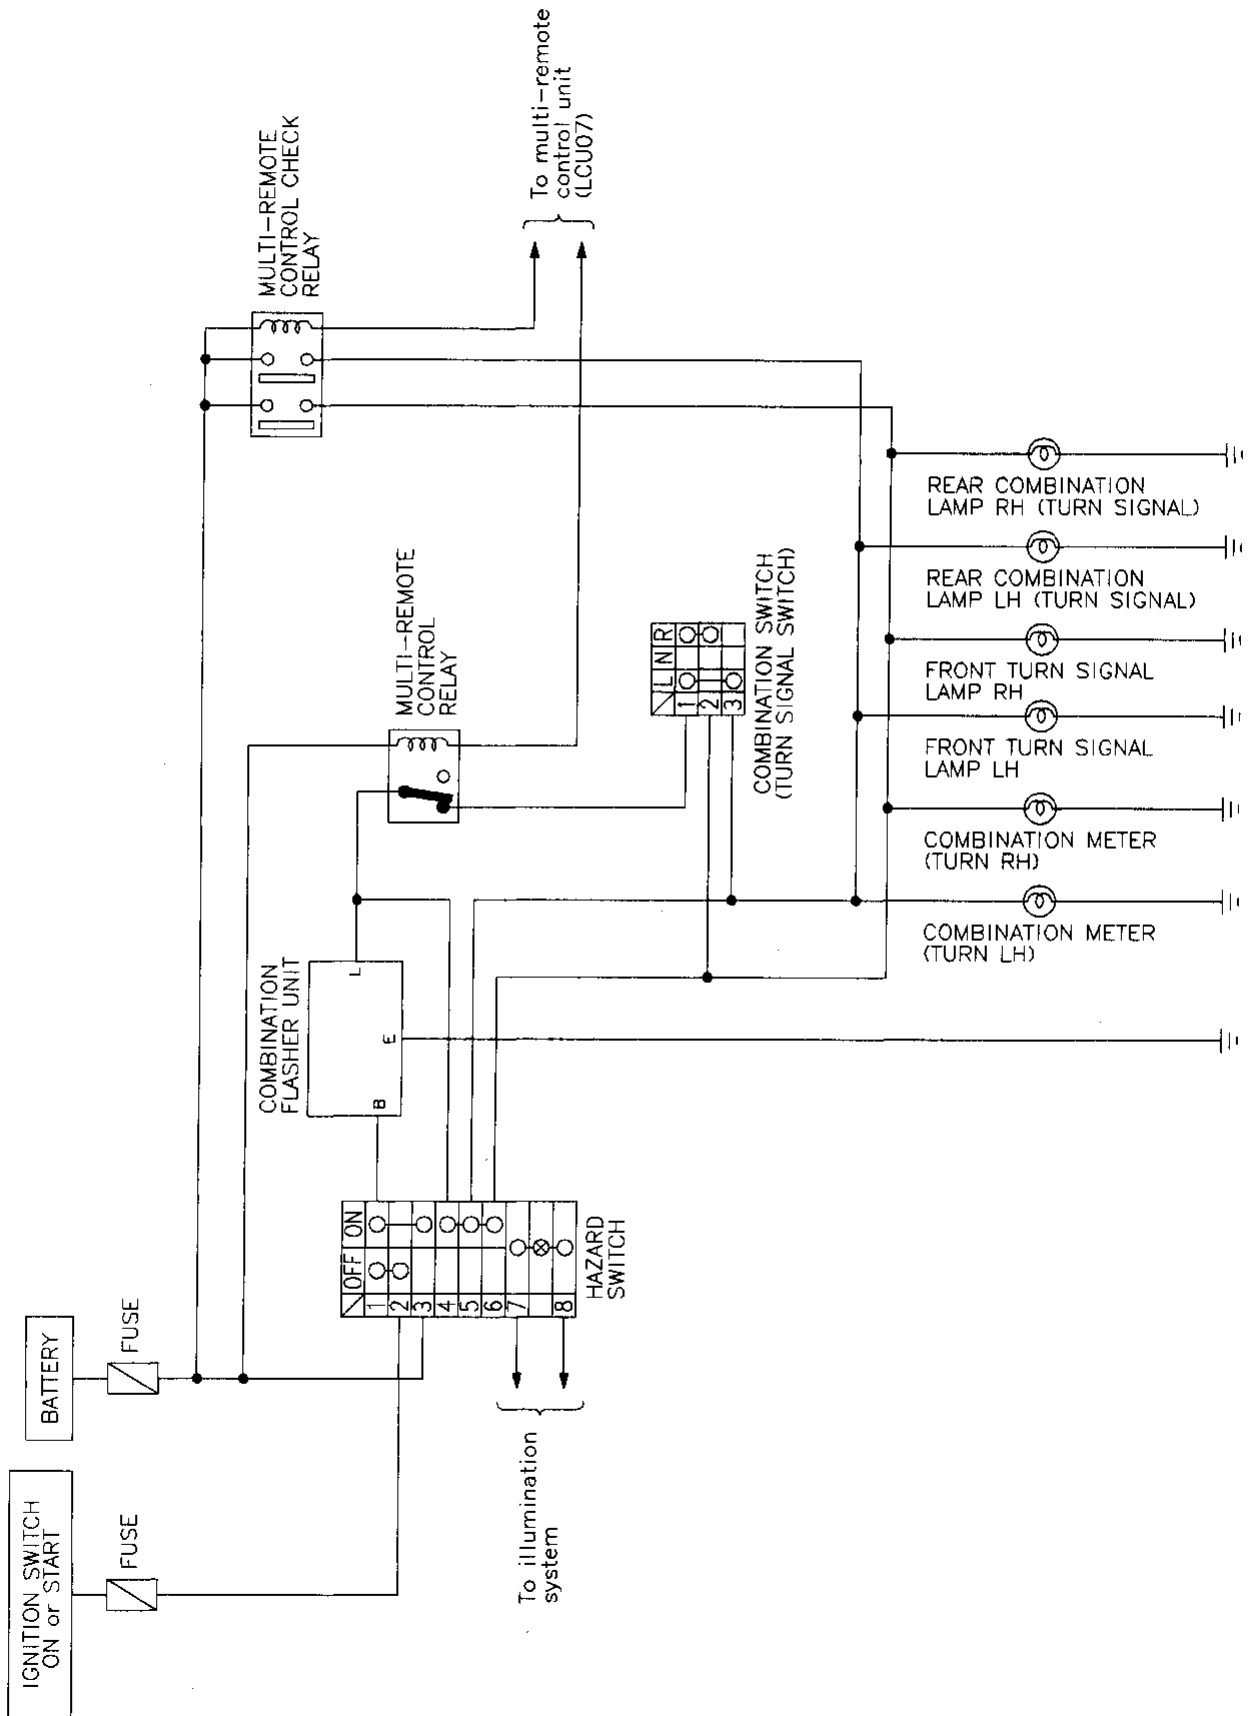 IGNITION SWITCH
ON or START
FUSE
BATTERY
FUSE
To illumination
system
OFF
ON
1
2
3
4
5
6
7
8
HAZARD
SWITCH
COMBINATION
FLASHER UNIT
B
E
L
MULTI-REMOTE
CONTROL
RELAY
L
N
R
1
2
3
COMBINATION SWITCH
(TURN SIGNAL SWITCH)
MULTI-REMOTE
CONTROL CHECK
RELAY
To multi-remote
control unit
(LCU07)
REAR COMBINATION
LAMP RH (TURN SIGNAL)
REAR COMBINATION
LAMP LH (TURN SIGNAL)
FRONT TURN SIGNAL
LAMP RH
FRONT TURN SIGNAL
LAMP LH
COMBINATION METER
(TURN RH)
COMBINATION METER
(TURN LH)